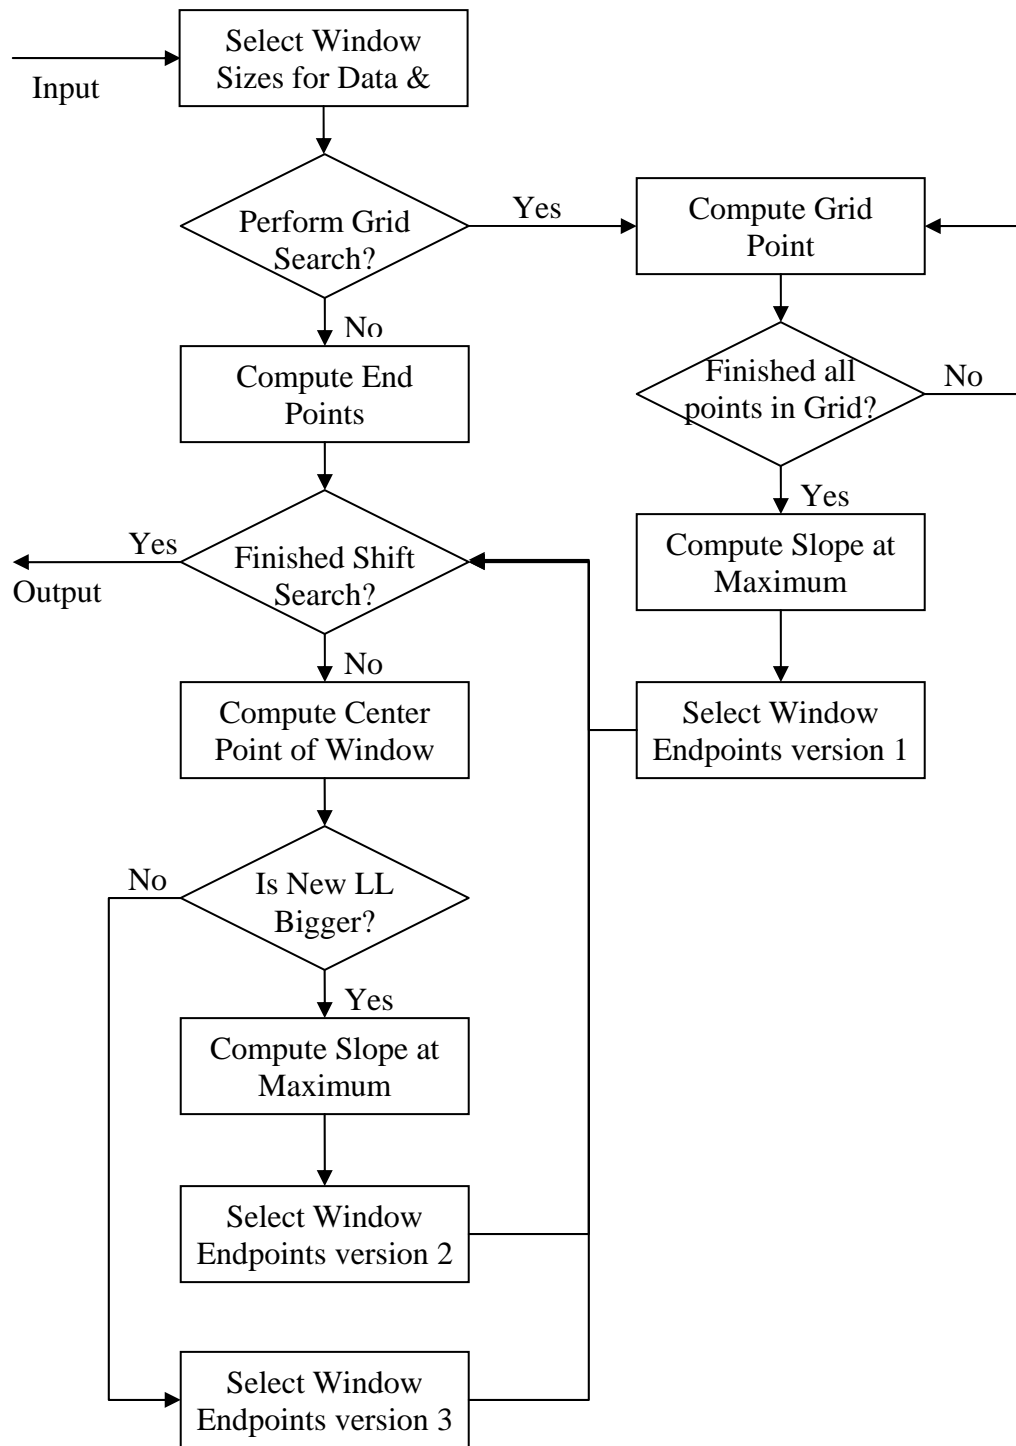 Select Window
Sizes for Data &
Input
Perform Grid
Search?
Yes
Compute Grid
Point
No
Compute End
Points
Finished all
points in Grid?
No
Yes
Finished Shift
Search?
Yes
Output
Compute Slope at
Maximum
No
Compute Center
Point of Window
Select Window
Endpoints version 1
No
Is New LL
Bigger?
Yes
Compute Slope at
Maximum
Select Window
Endpoints version 2
Select Window
Endpoints version 3